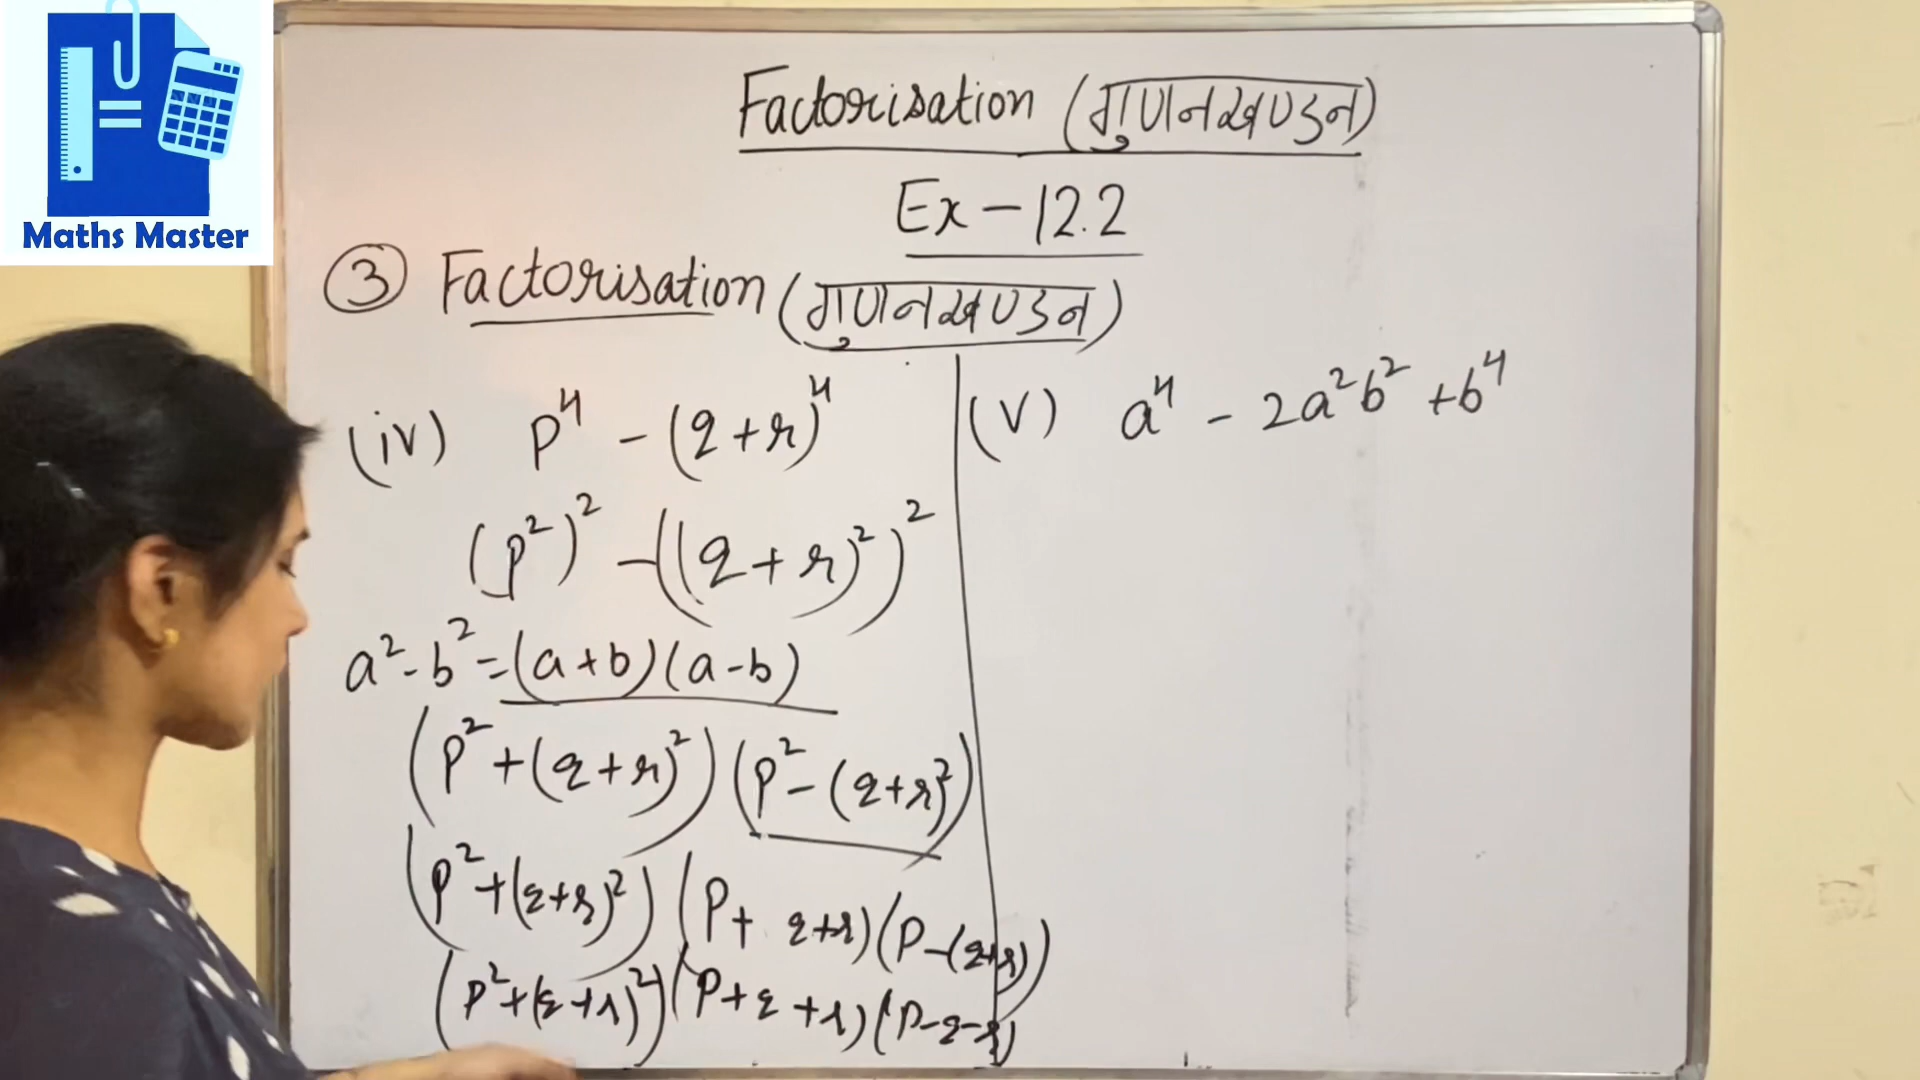 Maths Master
Factorisation (गुणनखण्डन)
Ex - 12.2
③ Factorisation (गुणनखण्डन)
(iv) p⁴ - (q+r)⁴
(p²)² - ((q+r)²)²
a² - b² = (a+b)(a-b)
(p² + (q+r)²) (p² - (q+r)²)
(p² + (q+r)²) (p + q+r) (p - (q+r))
(p² + (q+r)²) (p + q + r) (p - q - r)
(v) a⁴ - 2a²b² + b⁴